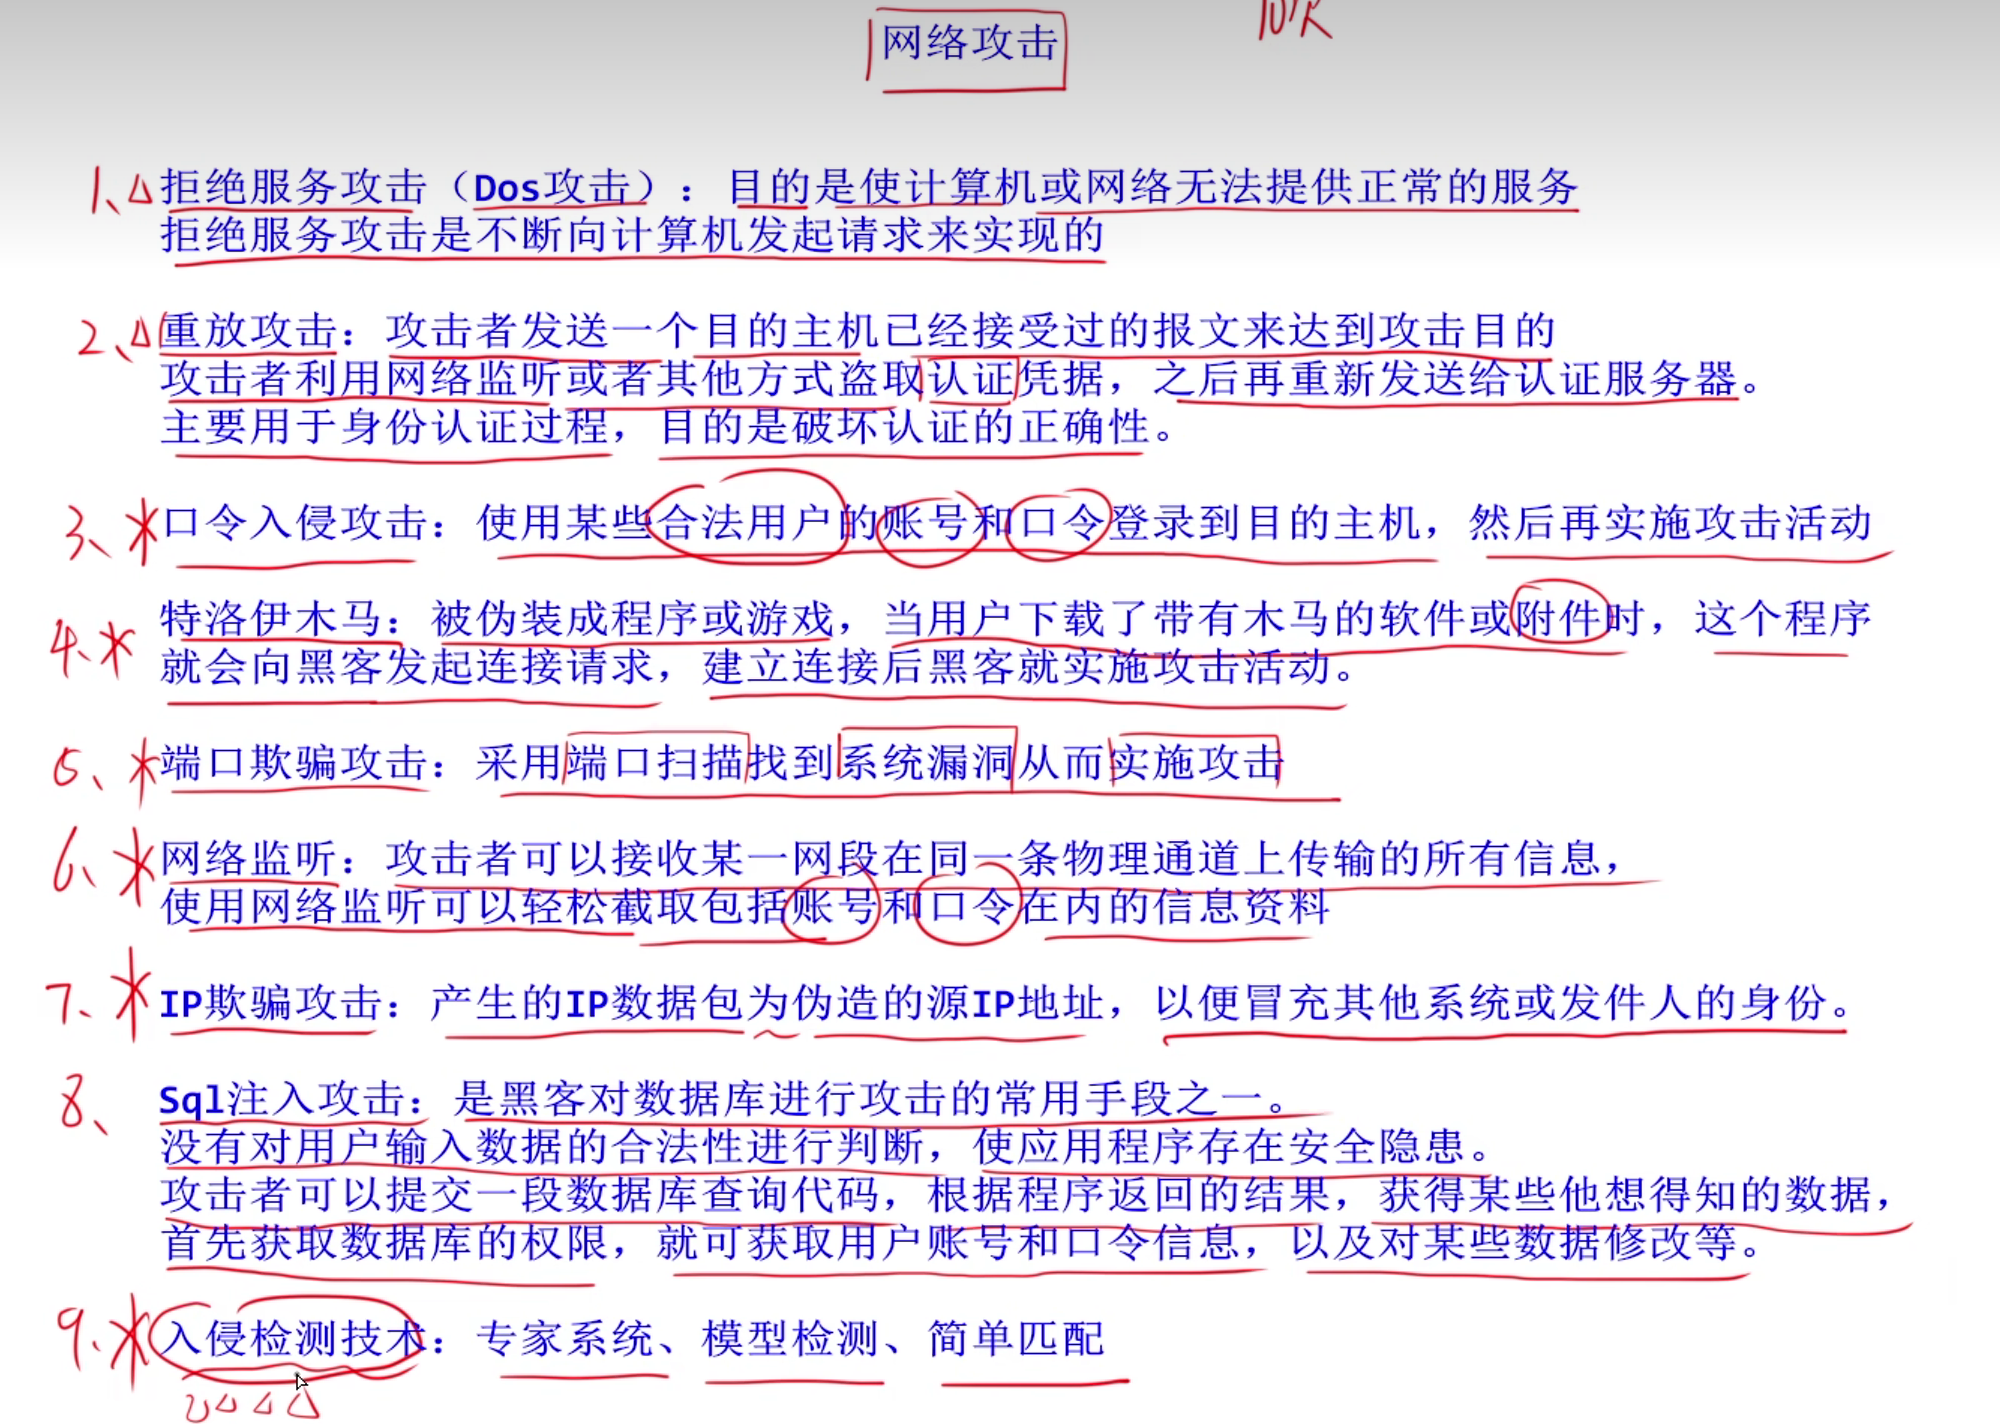 10次
网络攻击
1、△拒绝服务攻击（Dos攻击）：目的是使计算机或网络无法提供正常的服务
拒绝服务攻击是不断向计算机发起请求来实现的
2、△重放攻击：攻击者发送一个目的主机已经接受过的报文来达到攻击目的
攻击者利用网络监听或者其他方式盗取认证凭据，之后再重新发送给认证服务器。
主要用于身份认证过程，目的是破坏认证的正确性。
3、*口令入侵攻击：使用某些合法用户的账号和口令登录到目的主机，然后再实施攻击活动
4、*特洛伊木马：被伪装成程序或游戏，当用户下载了带有木马的软件或附件时，这个程序
就会向黑客发起连接请求，建立连接后黑客就实施攻击活动。
5、*端口欺骗攻击：采用端口扫描找到系统漏洞从而实施攻击
6、*网络监听：攻击者可以接收某一网段在同一条物理通道上传输的所有信息，
使用网络监听可以轻松截取包括账号和口令在内的信息资料
7、*IP欺骗攻击：产生的IP数据包为伪造的源IP地址，以便冒充其他系统或发件人的身份。
8、Sql注入攻击：是黑客对数据库进行攻击的常用手段之一。
没有对用户输入数据的合法性进行判断，使应用程序存在安全隐患。
攻击者可以提交一段数据库查询代码，根据程序返回的结果，获得某些他想得知的数据，
首先获取数据库的权限，就可获取用户账号和口令信息，以及对某些数据修改等。
9、*入侵检测技术：专家系统、模型检测、简单匹配